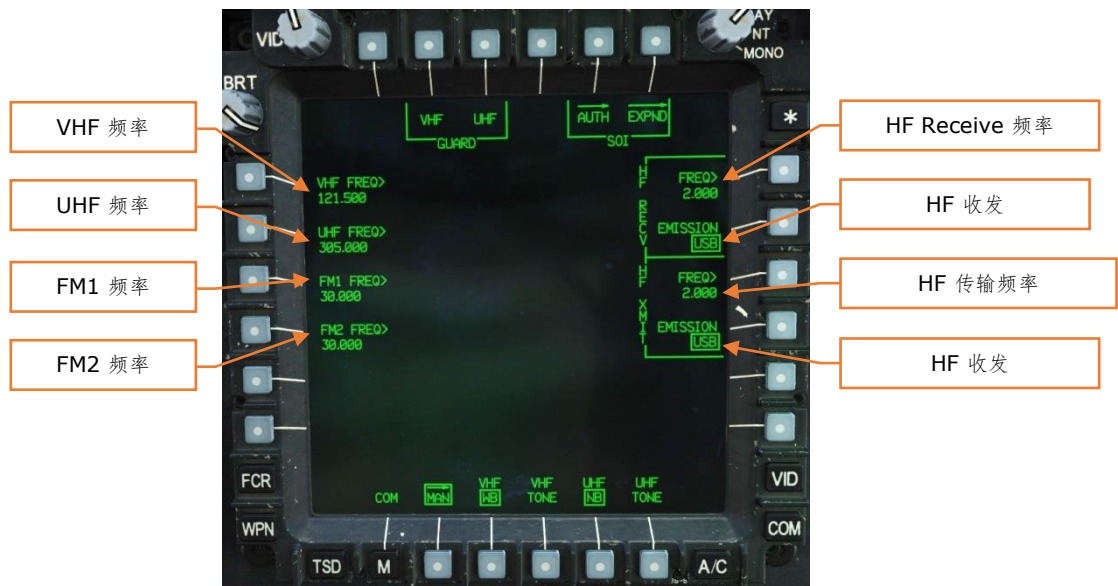 VID
AY
NT
MONO
BRT
VHF 频率
UHF 频率
FM1 频率
FM2 频率
VHF UHF
GUARD
AUTH EXPND
SOI
VHF FREQ>
121.500
UHF FREQ>
305.000
FM1 FREQ>
30.000
FM2 FREQ>
30.000
HF RECV
FREQ>
2.000
EMISSION
USB
HF XMIT
FREQ>
2.000
EMISSION
USB
*
HF Receive 频率
HF 收发
HF 传输频率
HF 收发
FCR
WPN
VID
COM
COM
MAN
VHF
WB
VHF
TONE
UHF
NB
UHF
TONE
TSD
M
A/C